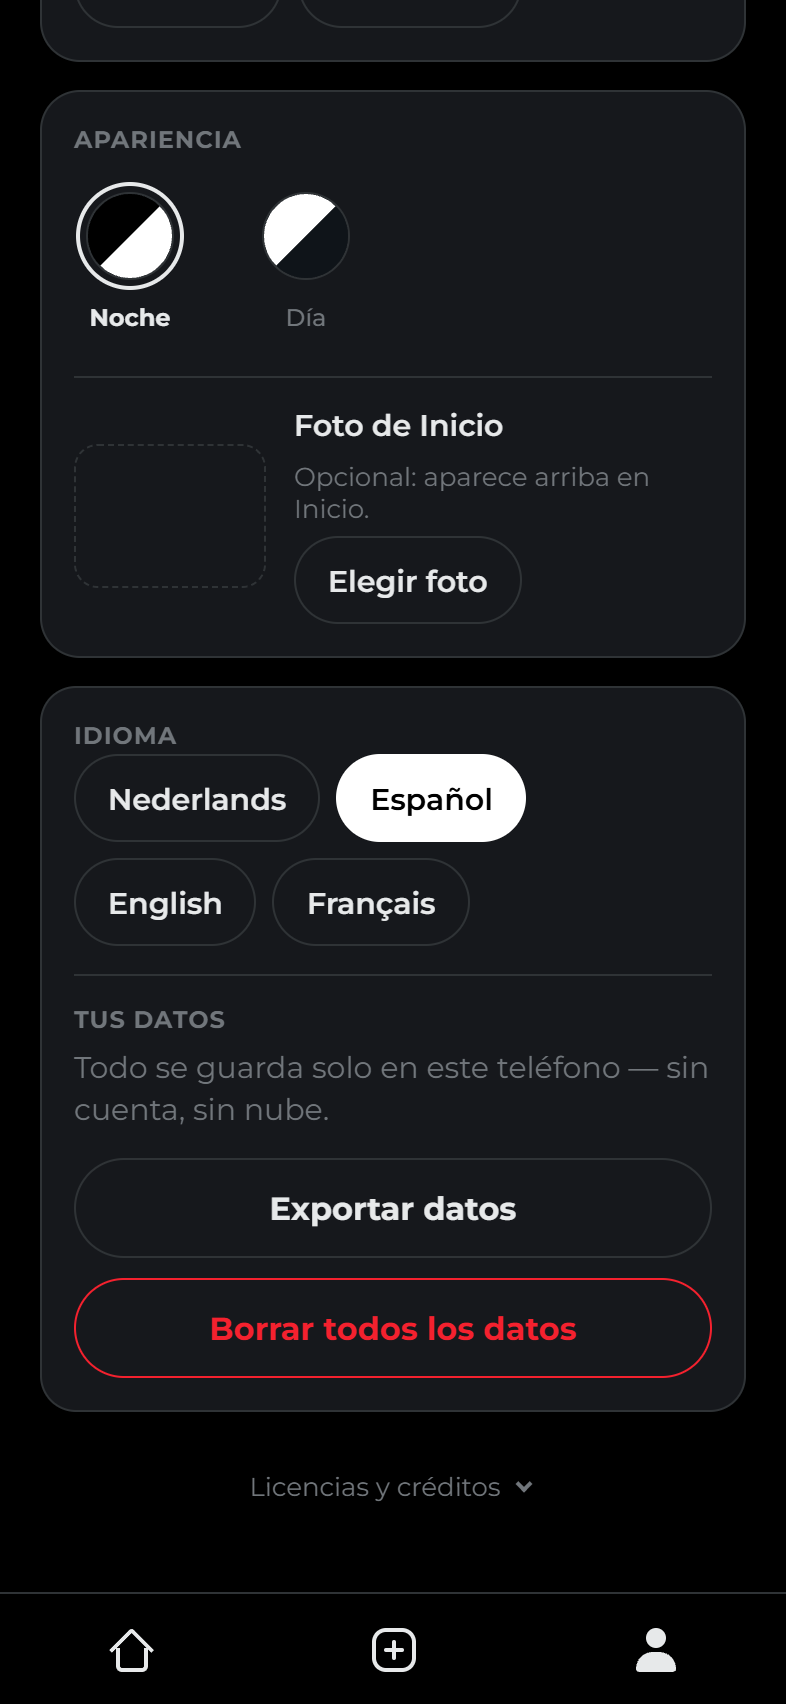 APARIENCIA
Noche
Día
Foto de Inicio
Opcional: aparece arriba en
Inicio.
Elegir foto
IDIOMA
Nederlands
Español
English
Français
TUS DATOS
Todo se guarda solo en este teléfono — sin
cuenta, sin nube.
Exportar datos
Borrar todos los datos
Licencias y créditos